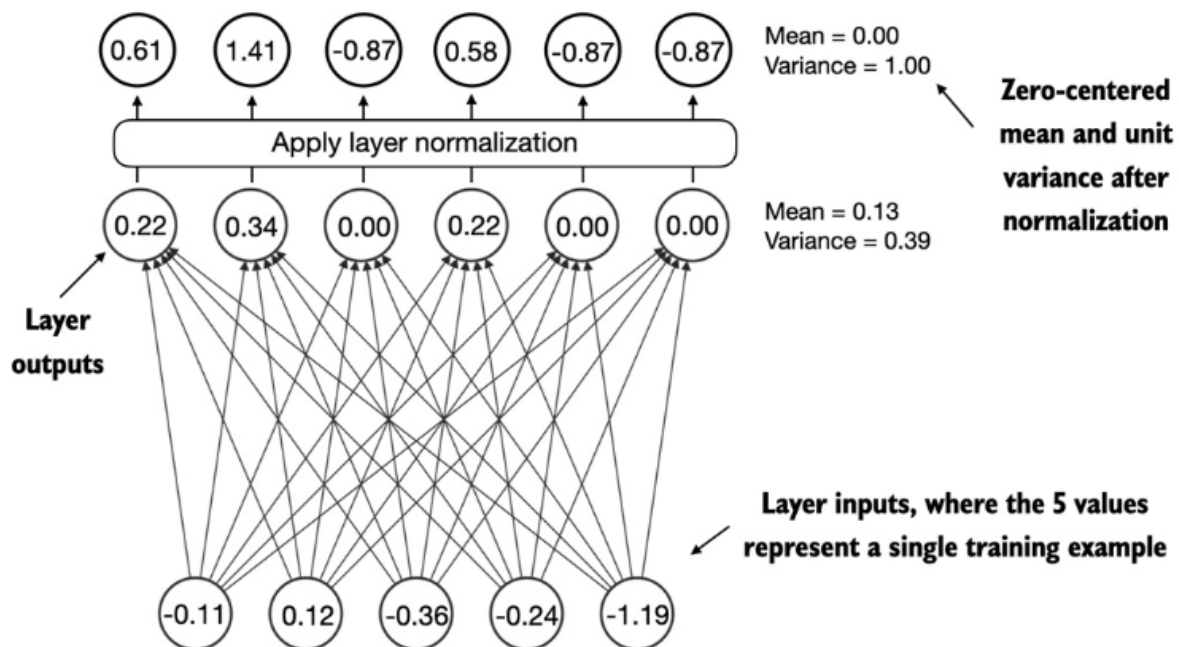 0.61 1.41 -0.87 0.58 -0.87 -0.87
Mean = 0.00
Variance = 1.00
Zero-centered
mean and unit
variance after
normalization
Apply layer normalization
0.22 0.34 0.00 0.22 0.00 0.00
Mean = 0.13
Variance = 0.39
Layer
outputs
Layer inputs, where the 5 values
represent a single training example
-0.11 0.12 -0.36 -0.24 -1.19